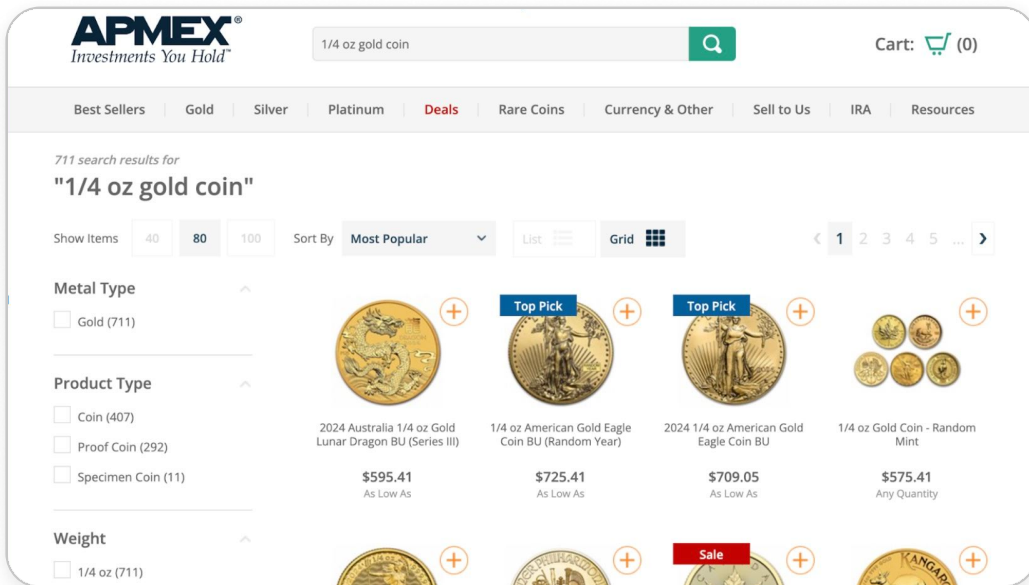 APMEX®
Investments You Hold™
1/4 oz gold coin
Cart: (0)
Best Sellers
Gold
Silver
Platinum
Deals
Rare Coins
Currency & Other
Sell to Us
IRA
Resources
711 search results for
"1/4 oz gold coin"
Show Items
40
80
100
Sort By
Most Popular
List
Grid
1 2 3 4 5 ...
Metal Type
Gold (711)
Product Type
Coin (407)
Proof Coin (292)
Specimen Coin (11)
Weight
1/4 oz (711)
2024 Australia 1/4 oz Gold
Lunar Dragon BU (Series III)
$595.41
As Low As
Top Pick
1/4 oz American Gold Eagle
Coin BU (Random Year)
$725.41
As Low As
Top Pick
2024 1/4 oz American Gold
Eagle Coin BU
$709.05
As Low As
1/4 oz Gold Coin - Random
Mint
$575.41
Any Quantity
Sale